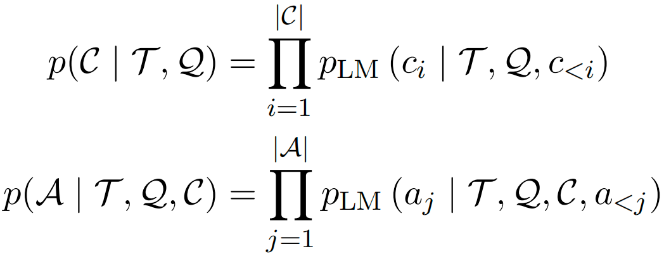 p(𝒞 | 𝒯, 𝒬) = ∏_{i=1}^{|𝒞|} p_LM (c_i | 𝒯, 𝒬, c_{<i})
p(𝒜 | 𝒯, 𝒬, 𝒞) = ∏_{j=1}^{|𝒜|} p_LM (a_j | 𝒯, 𝒬, 𝒞, a_{<j})